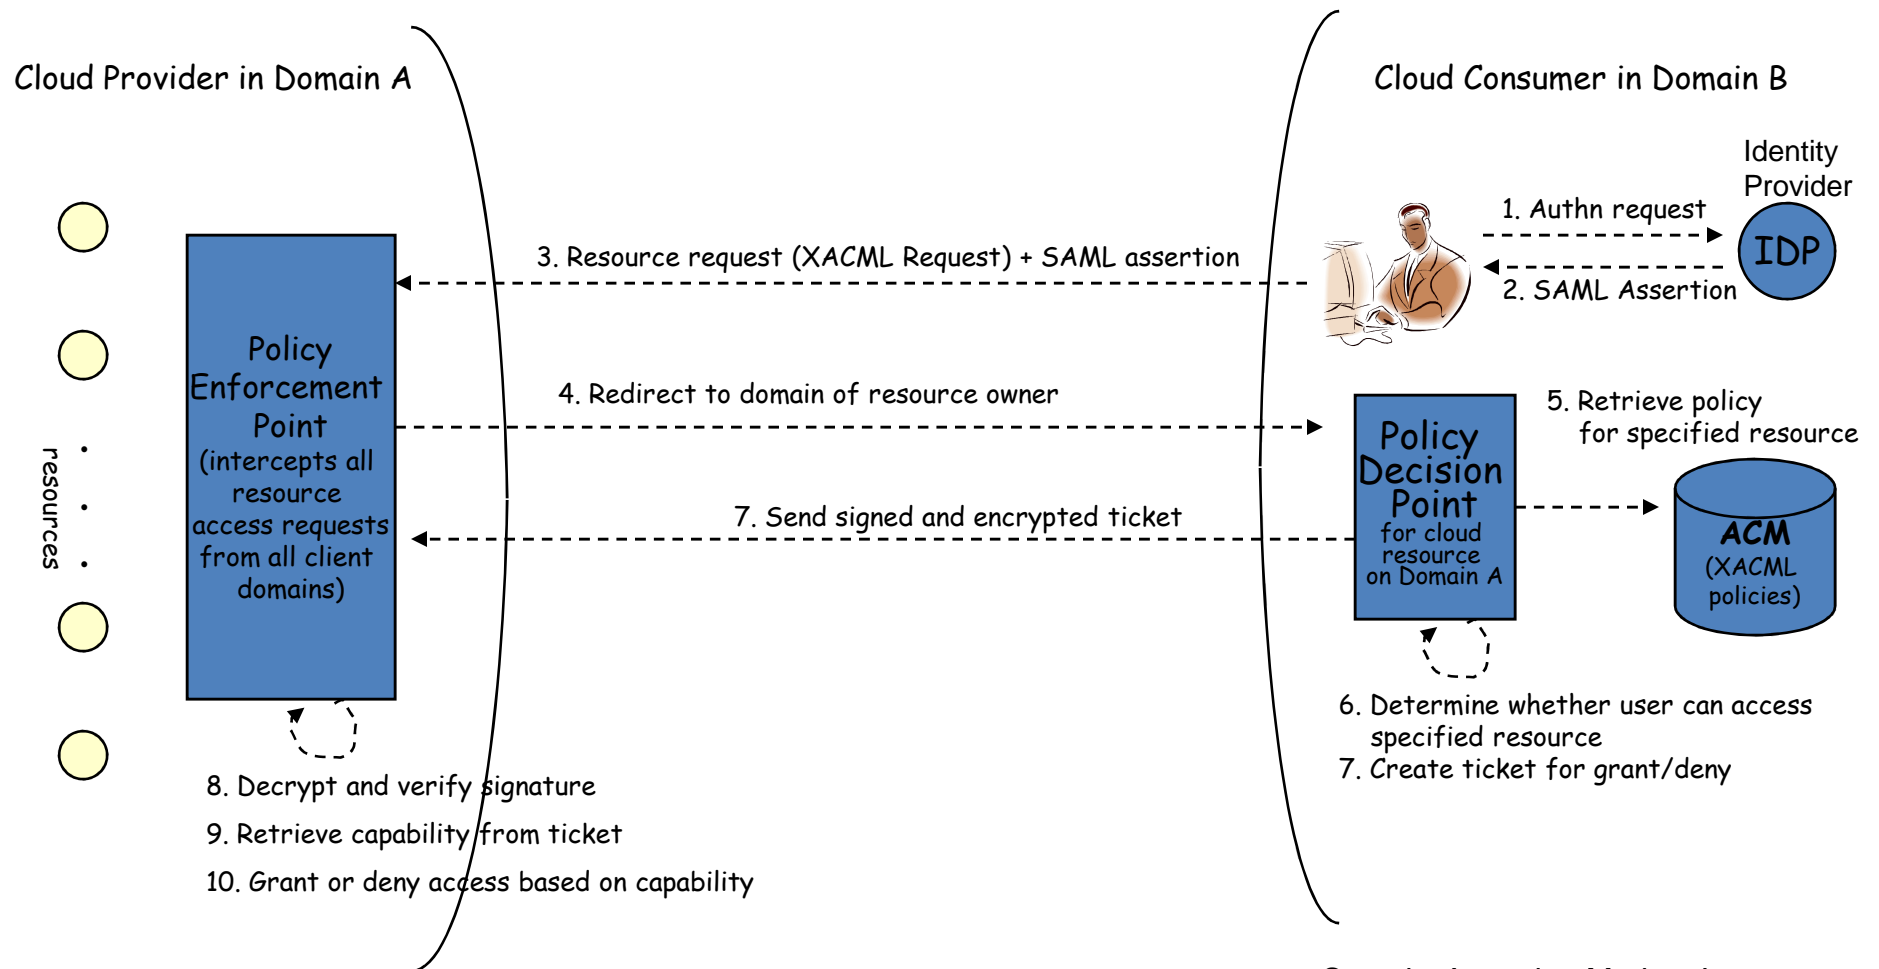 Cloud Provider in Domain A
Cloud Consumer in Domain B
Identity
Provider
1. Authn request
IDP
2. SAML Assertion
3. Resource request (XACML Request) + SAML assertion
Policy
Enforcement
Point
(intercepts all
resource
access requests
from all client
domains)
resources
4. Redirect to domain of resource owner
5. Retrieve policy
for specified resource
Policy
Decision
Point
for cloud
resource
on Domain A
ACM
(XACML
policies)
7. Send signed and encrypted ticket
6. Determine whether user can access
specified resource
7. Create ticket for grant/deny
8. Decrypt and verify signature
9. Retrieve capability from ticket
10. Grant or deny access based on capability